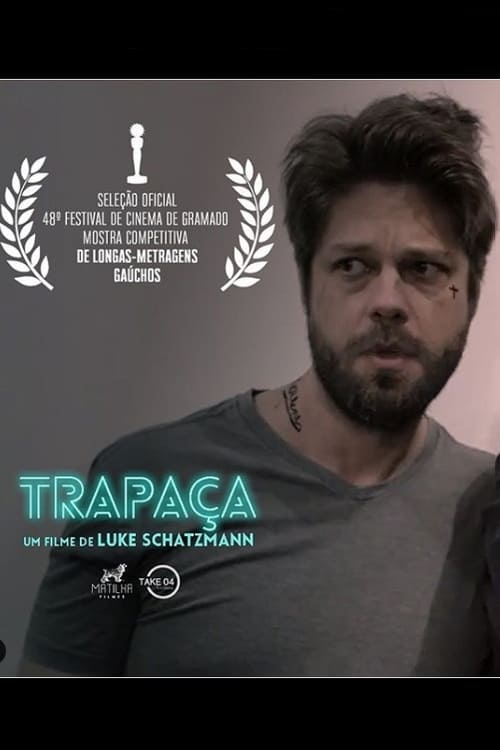 SELEÇÃO OFICIAL
48º FESTIVAL DE CINEMA DE GRAMADO
MOSTRA COMPETITIVA
DE LONGAS-METRAGENS
GAÚCHOS
TRAPAÇA
UM FILME DE LUKE SCHATZMANN
MATILHA
FILMES
TAKE 04